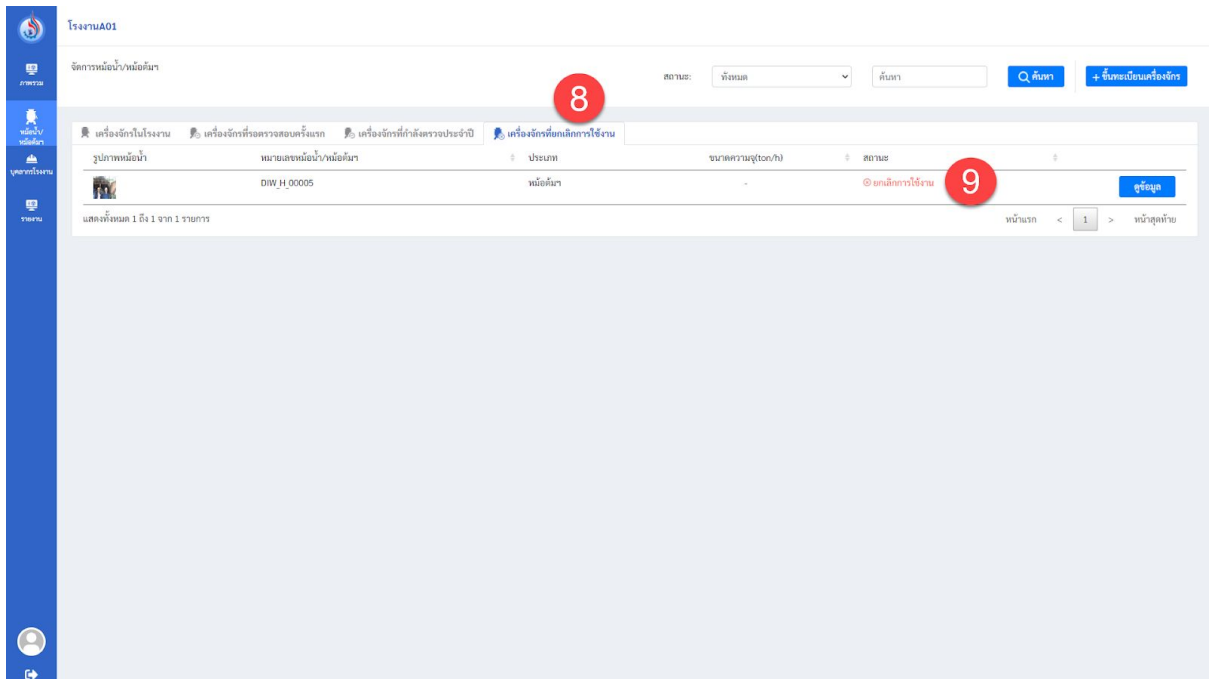 โรงงานA01
ภาพรวม
หม้อน้ำ/
หม้อต้มฯ
บุคลากรโรงงาน
รายงาน
จัดการหม้อน้ำ/หม้อต้มฯ
สถานะ: ทั้งหมด ค้นหา ค้นหา + ขึ้นทะเบียนเครื่องจักร
8
เครื่องจักรในโรงงาน เครื่องจักรที่รอตรวจสอบครั้งแรก เครื่องจักรที่กำลังตรวจประจำปี เครื่องจักรที่ยกเลิกการใช้งาน
รูปภาพหม้อน้ำ หมายเลขหม้อน้ำ/หม้อต้มฯ ประเภท ขนาดความจุ(ton/h) สถานะ
DIW_H_00005 หม้อต้มฯ - ยกเลิกการใช้งาน 9 ดูข้อมูล
แสดงทั้งหมด 1 ถึง 1 จาก 1 รายการ หน้าแรก < 1 > หน้าสุดท้าย